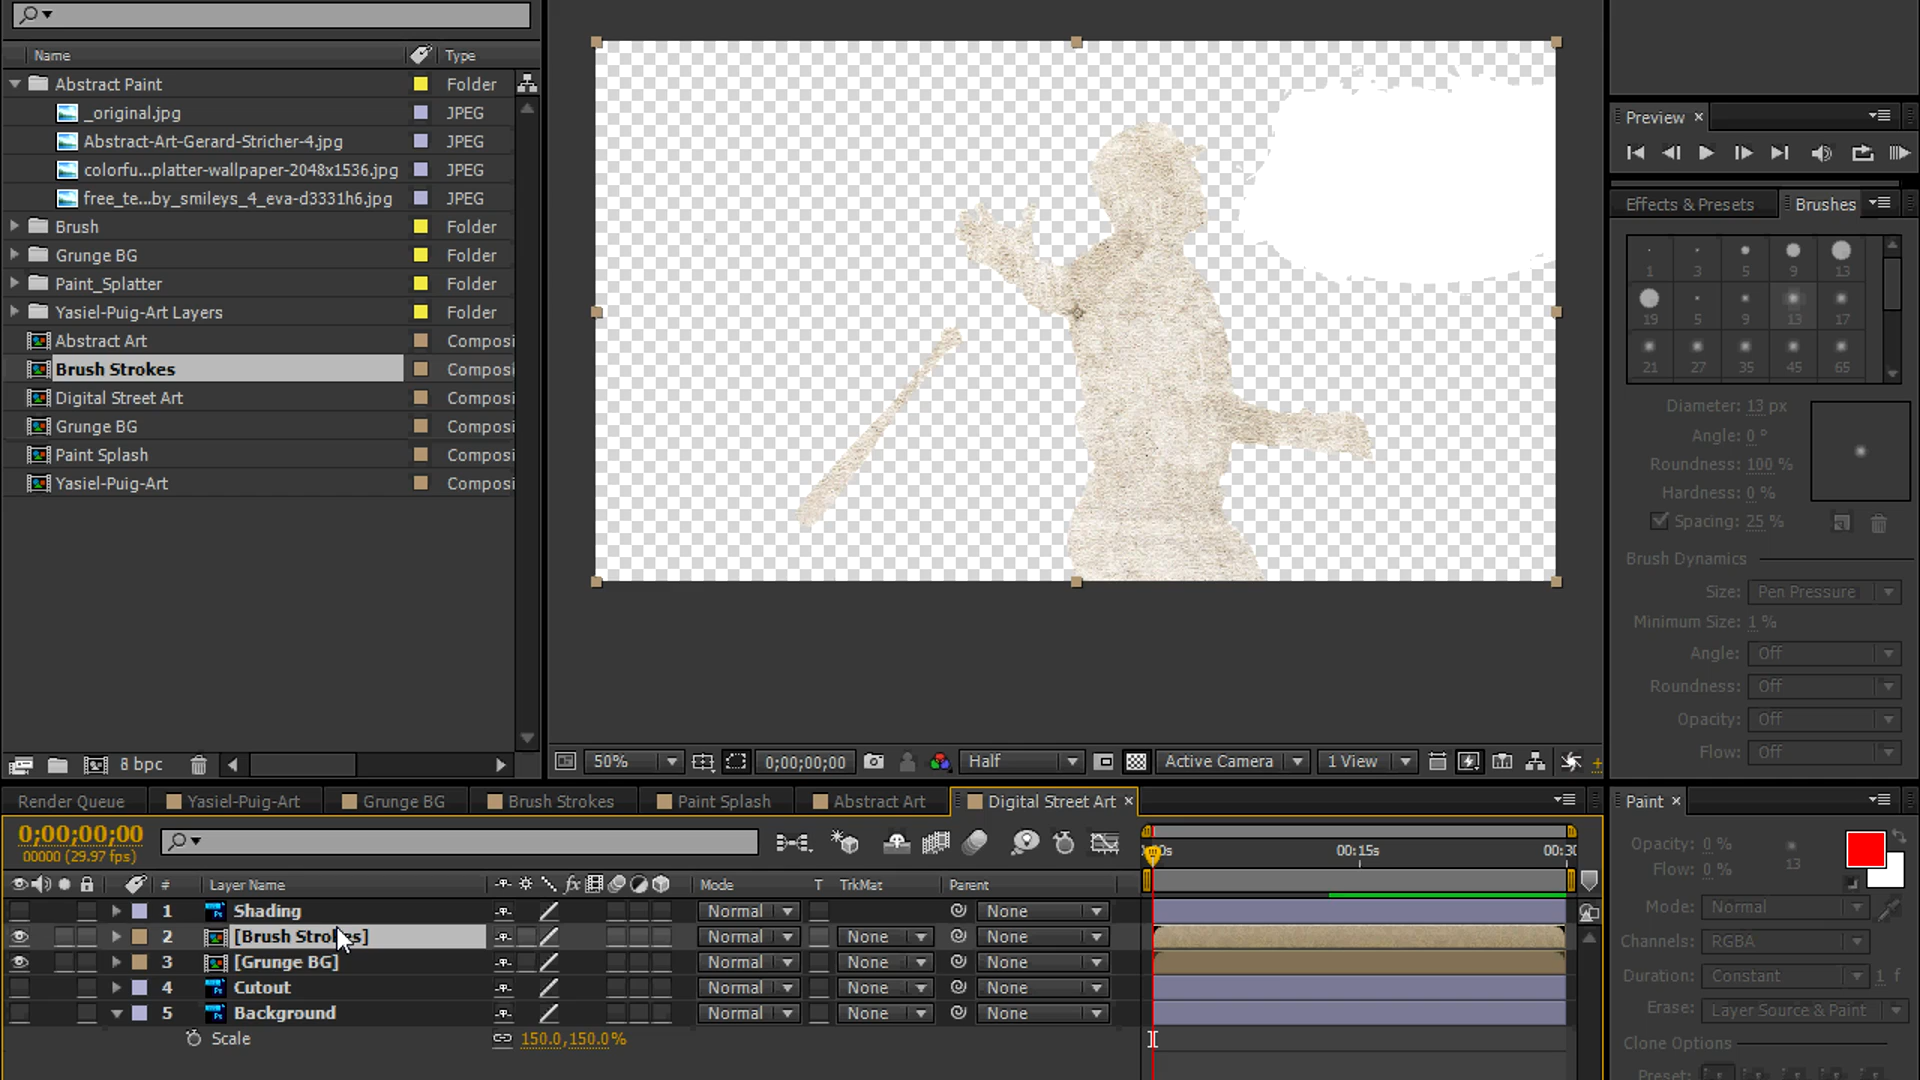 Name Type
Abstract Paint Folder
_original.jpg JPEG
Abstract-Art-Gerard-Stricher-4.jpg JPEG
colorfu...platter-wallpaper-2048x1536.jpg JPEG
free_te...by_smileys_4_eva-d3331h6.jpg JPEG
Brush Folder
Grunge BG Folder
Paint_Splatter Folder
Yasiel-Puig-Art Layers Folder
Abstract Art Composi
Brush Strokes Composi
Digital Street Art Composi
Grunge BG Composi
Paint Splash Composi
Yasiel-Puig-Art Composi
8 bpc
50% 0;00;00;00 Half Active Camera 1 View
Preview ×
Effects & Presets Brushes
1 3 5 9 13
19 5 9 13 17
21 27 35 45 65
Diameter: 13 px
Angle: 0 °
Roundness: 100 %
Hardness: 0 %
Spacing: 25 %
Brush Dynamics
Size: Pen Pressure
Minimum Size: 1 %
Angle: Off
Roundness: Off
Opacity: Off
Flow: Off
Render Queue Yasiel-Puig-Art Grunge BG Brush Strokes Paint Splash Abstract Art Digital Street Art ×
0;00;00;00
00000 (29.97 fps)
00:15s
# Layer Name fx Mode T TrkMat Parent
1 Shading Normal None
2 [Brush Strokes] Normal None None
3 [Grunge BG] Normal None None
4 Cutout Normal None None
5 Background Normal None None
Scale 150.0,150.0%
Paint ×
Opacity: 0 %
Flow: 0 %
13
Mode: Normal
Channels: RGBA
Duration: Constant 1 f
Erase: Layer Source & Paint
Clone Options
Preset: